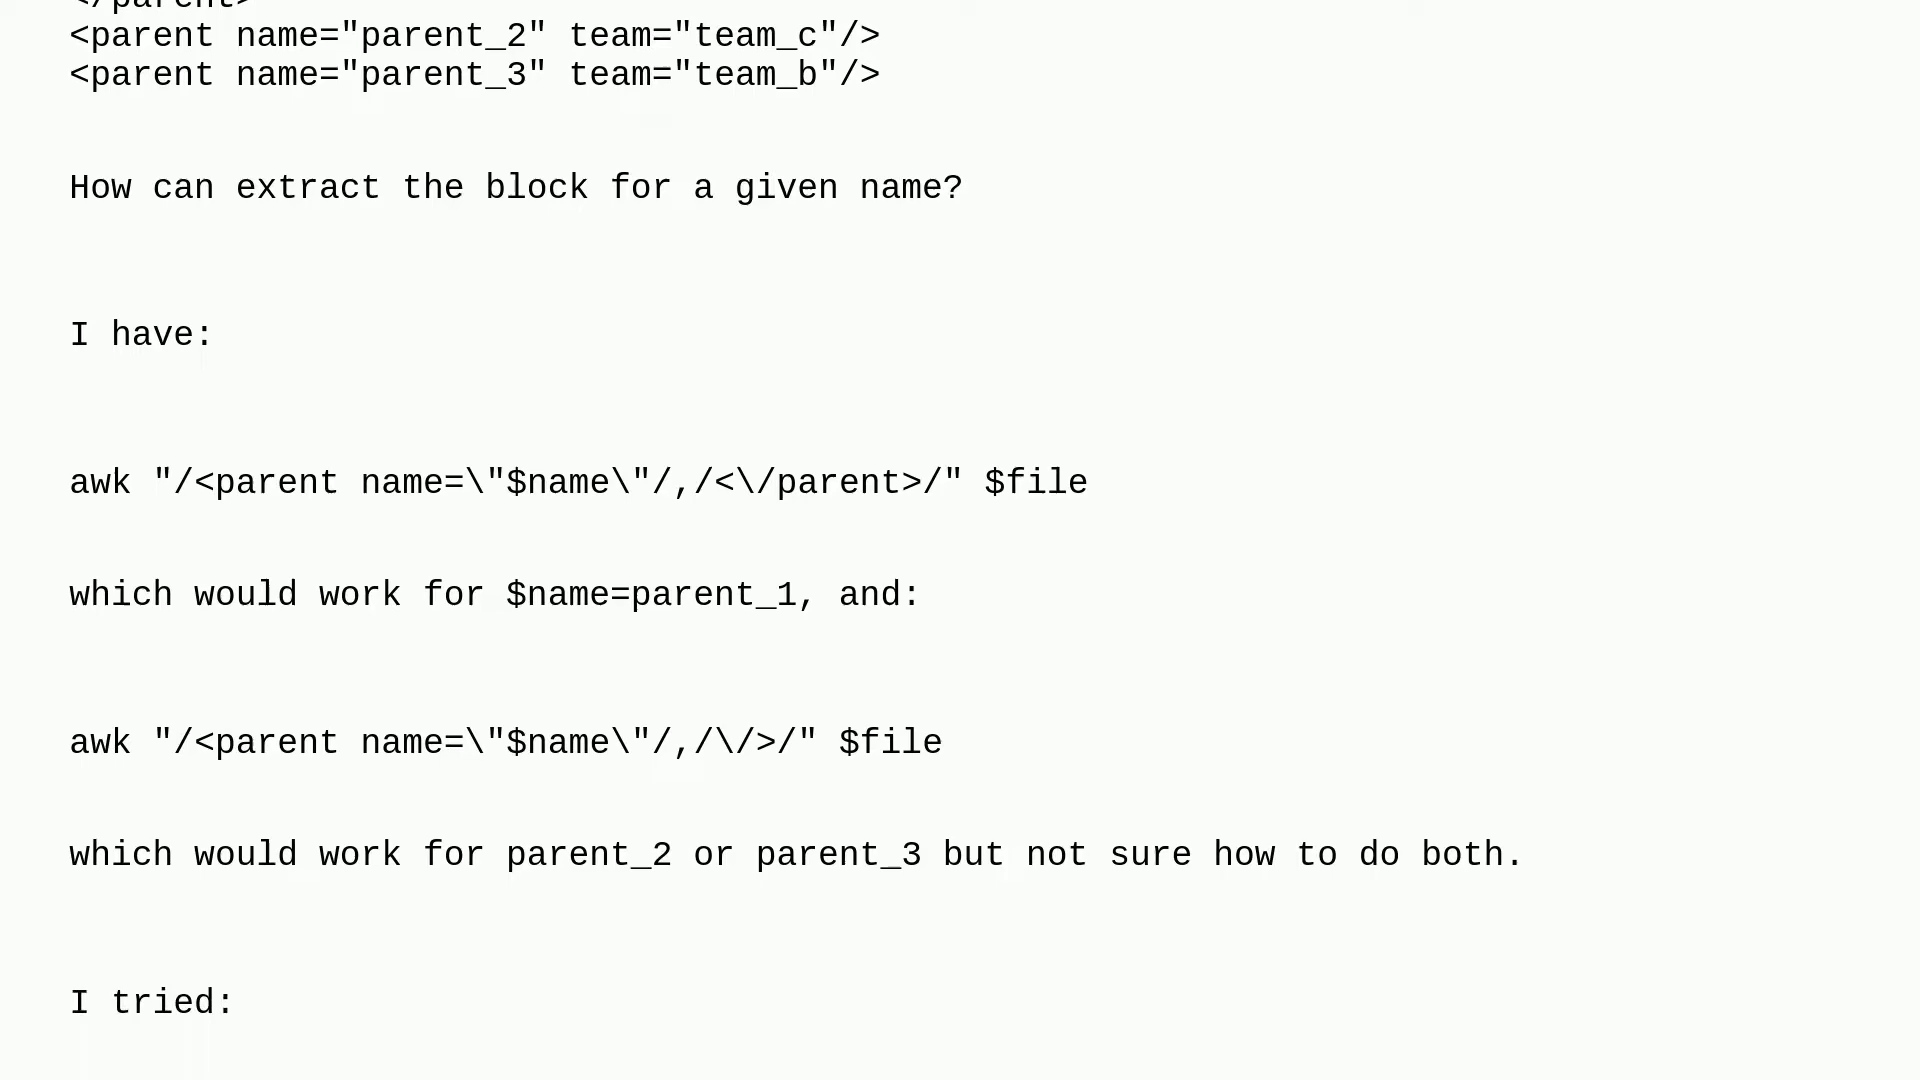 </parent>
<parent name="parent_2" team="team_c"/>
<parent name="parent_3" team="team_b"/>
How can extract the block for a given name?
I have:
awk "/<parent name=\"$name\"/,/<\/parent>/" $file
which would work for $name=parent_1, and:
awk "/<parent name=\"$name\"/,/\/>/" $file
which would work for parent_2 or parent_3 but not sure how to do both.
I tried: